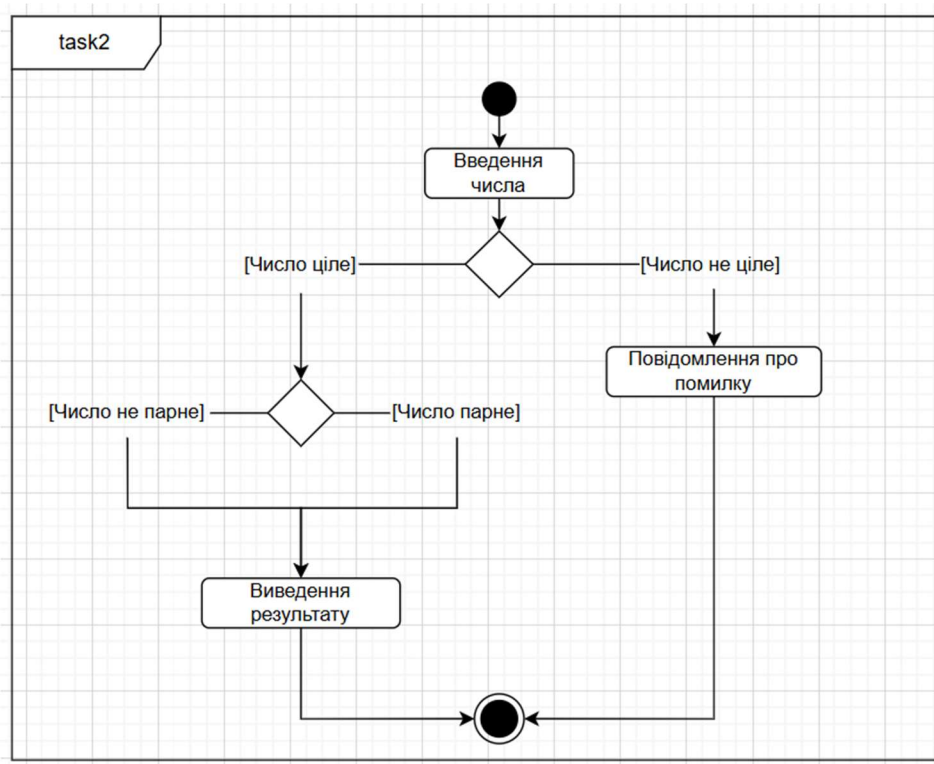 task2
Введення
числа
[Число ціле]
[Число не ціле]
Повідомлення про
помилку
[Число не парне]
[Число парне]
Виведення
результату